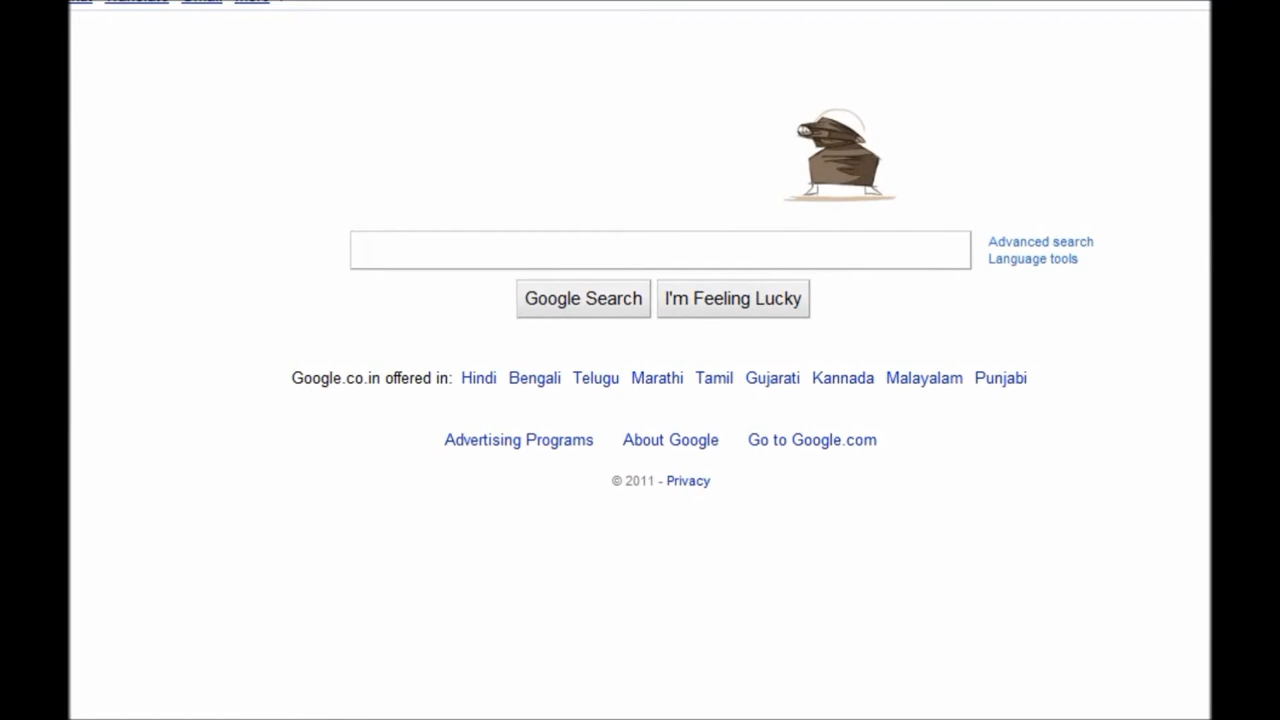 Advanced search
Language tools
Google Search I'm Feeling Lucky
Google.co.in offered in: Hindi Bengali Telugu Marathi Tamil Gujarati Kannada Malayalam Punjabi
Advertising Programs About Google Go to Google.com
© 2011 - Privacy